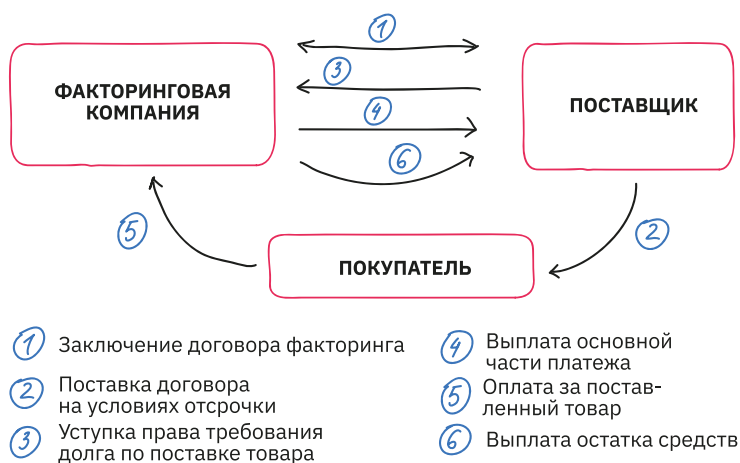 1
3
ФАКТОРИНГОВАЯ
КОМПАНИЯ
4
ПОСТАВЩИК
6
5
2
ПОКУПАТЕЛЬ
1 Заключение договора факторинга
2 Поставка договора
на условиях отсрочки
3 Уступка права требования
долга по поставке товара
4 Выплата основной
части платежа
5 Оплата за постав-
ленный товар
6 Выплата остатка средств